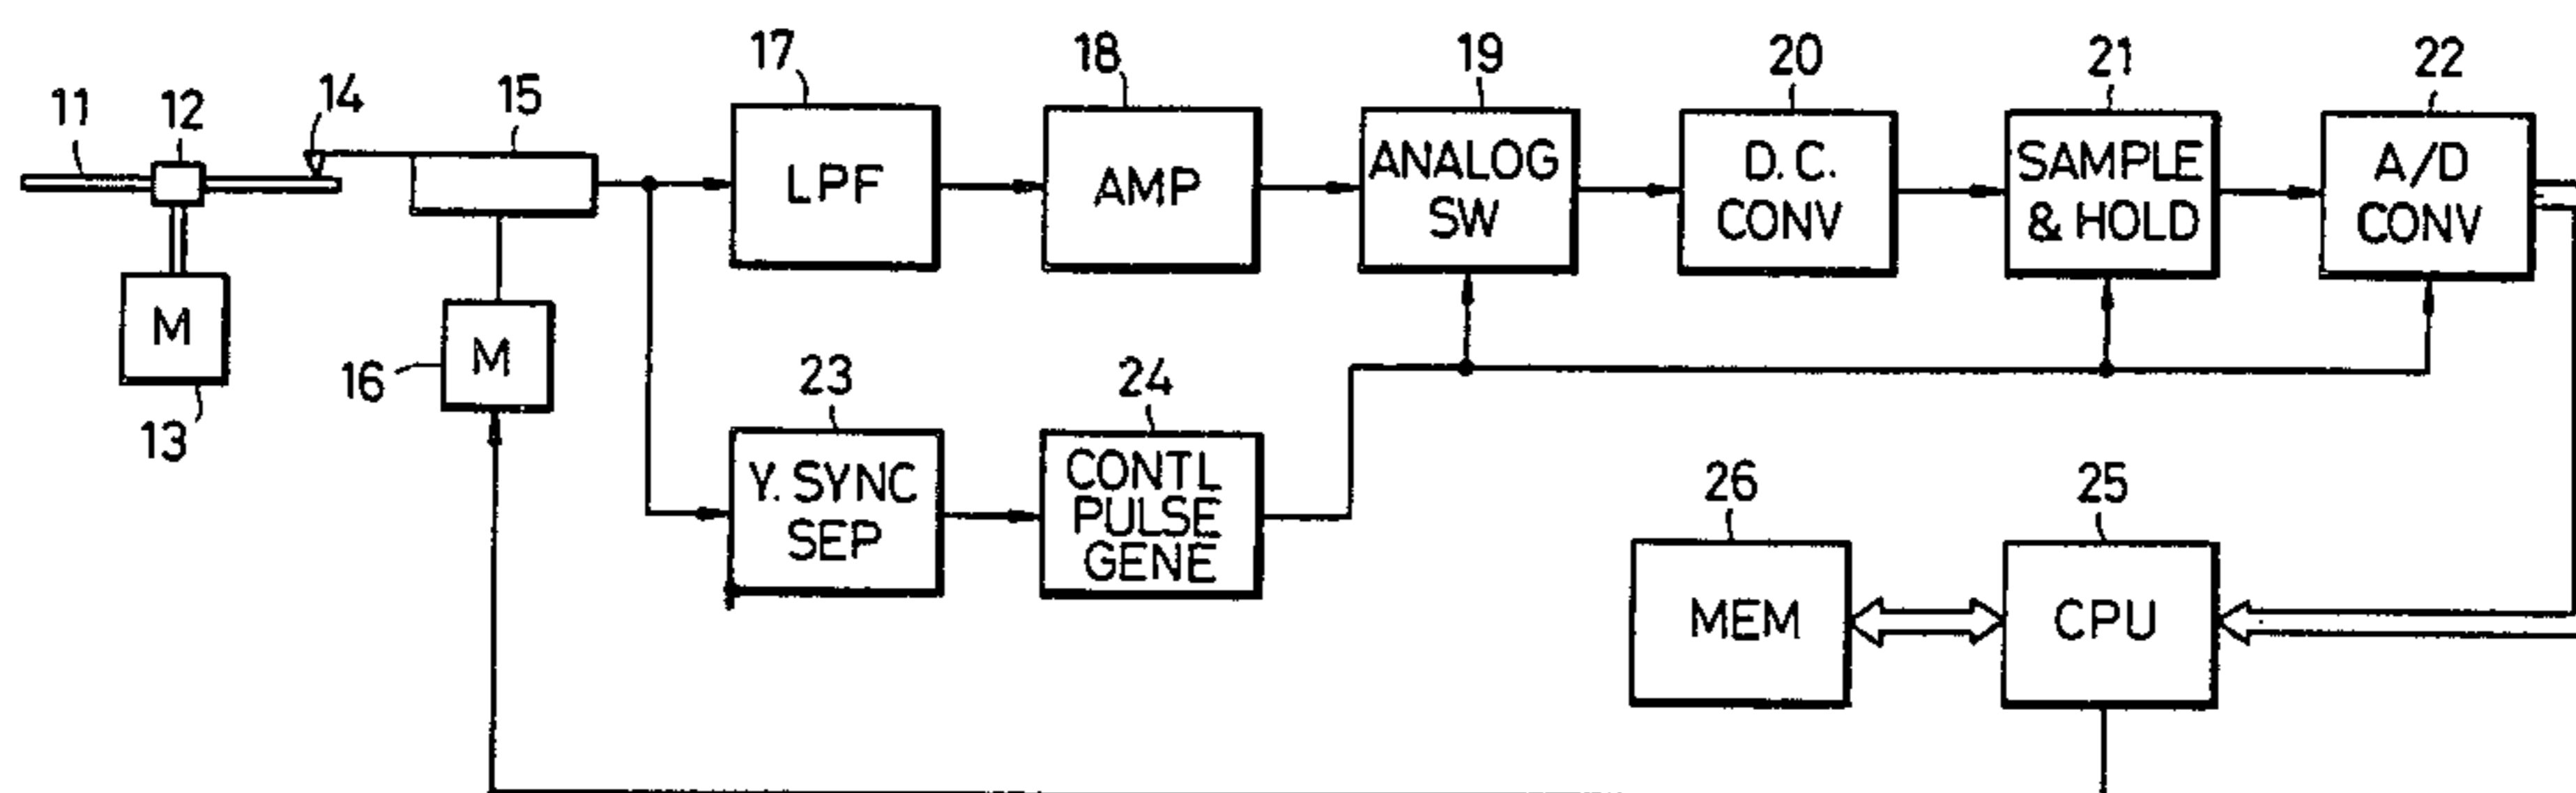 17
18
19
20
21
22
11
12
14
15
LPF
AMP
ANALOG
SW
D. C.
CONV
SAMPLE
& HOLD
A/D
CONV
M
13
M
16
23
24
Y. SYNC
SEP
CONTL
PULSE
GENE
26
25
MEM
CPU